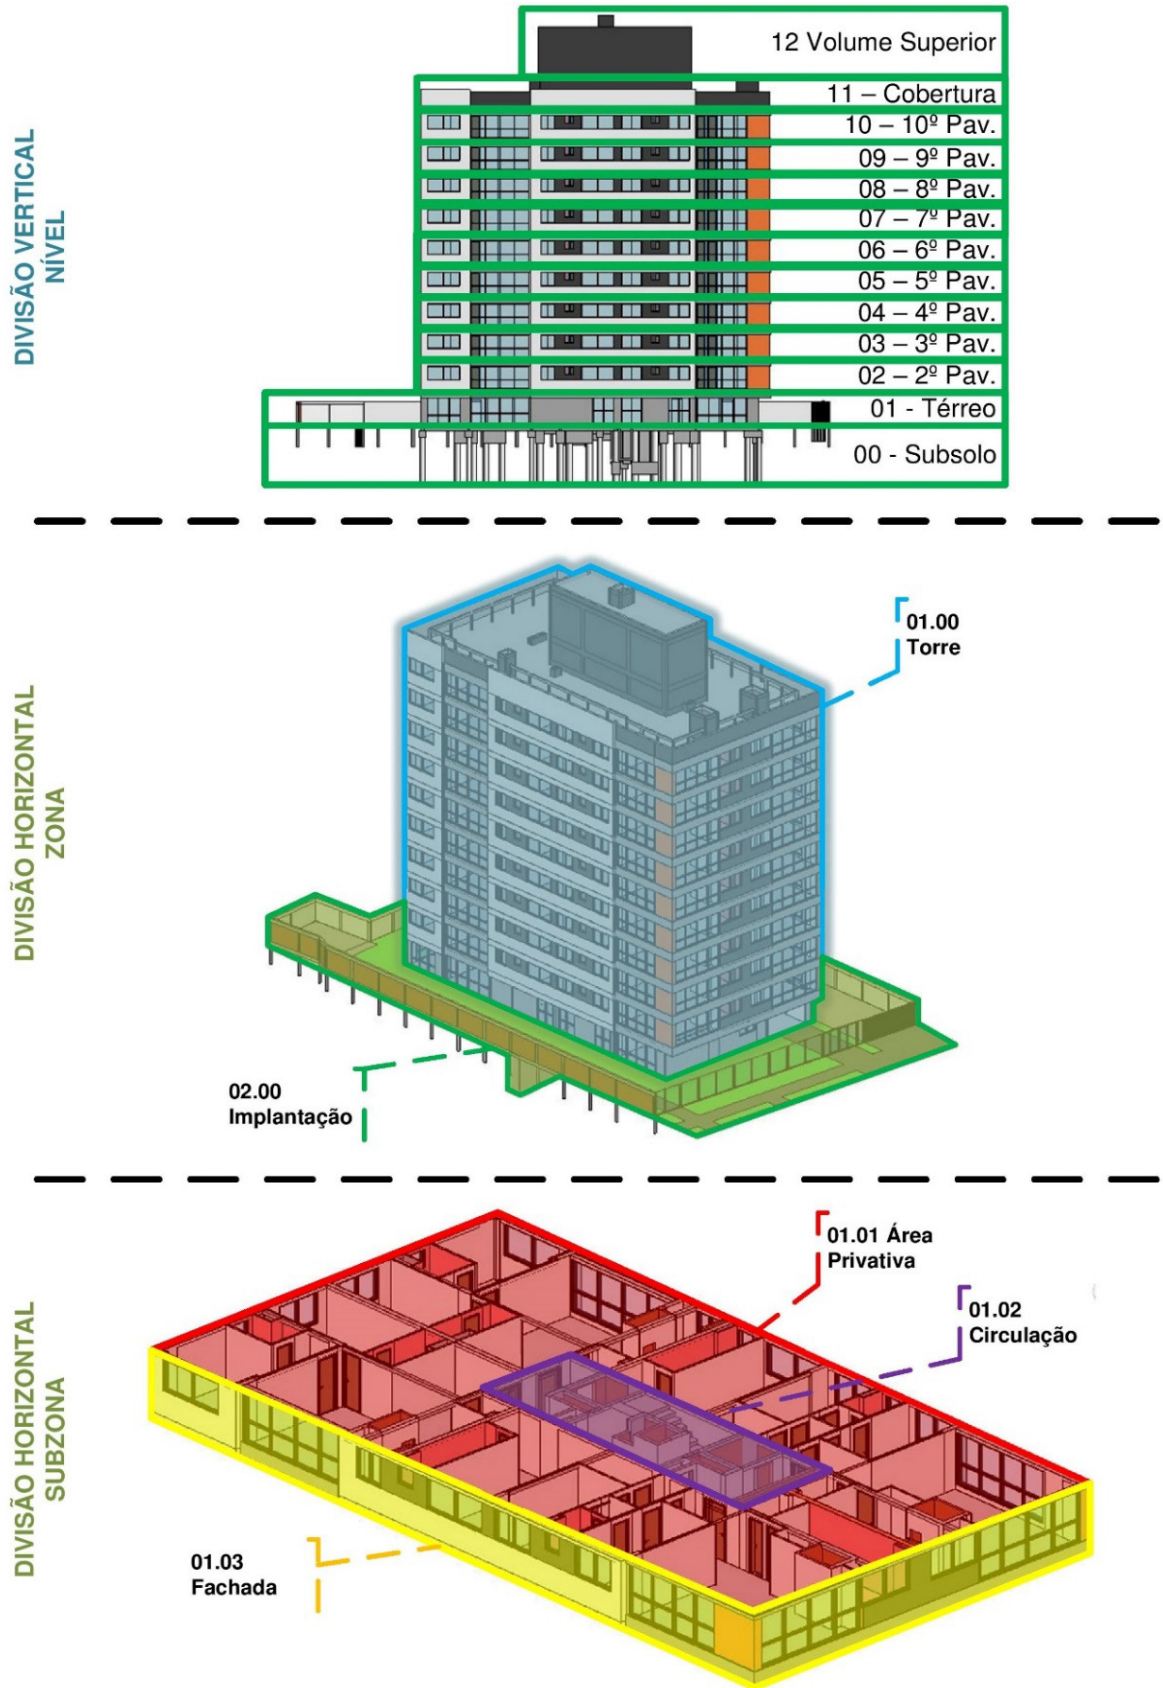 DIVISÃO VERTICAL
NÍVEL
12 Volume Superior
11 – Cobertura
10 – 10º Pav.
09 – 9º Pav.
08 – 8º Pav.
07 – 7º Pav.
06 – 6º Pav.
05 – 5º Pav.
04 – 4º Pav.
03 – 3º Pav.
02 – 2º Pav.
01 - Térreo
00 - Subsolo
DIVISÃO HORIZONTAL
ZONA
01.00
Torre
02.00
Implantação
DIVISÃO HORIZONTAL
SUBZONA
01.01 Área
Privativa
01.02
Circulação
01.03
Fachada